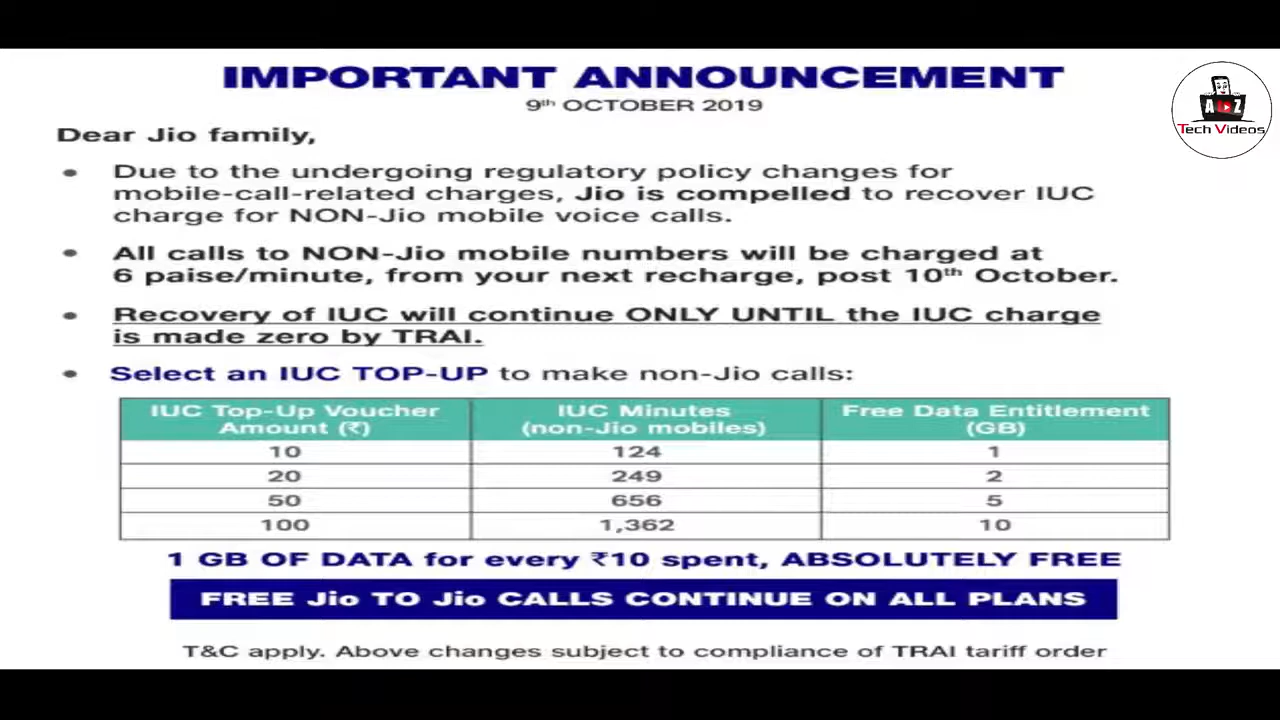 IMPORTANT ANNOUNCEMENT
9th OCTOBER 2019
A2Z
Tech Videos
Dear Jio family,
• Due to the undergoing regulatory policy changes for
mobile-call-related charges, Jio is compelled to recover IUC
charge for NON-Jio mobile voice calls.
• All calls to NON-Jio mobile numbers will be charged at
6 paise/minute, from your next recharge, post 10th October.
• Recovery of IUC will continue ONLY UNTIL the IUC charge
is made zero by TRAI.
• Select an IUC TOP-UP to make non-Jio calls:
IUC Top-Up Voucher Amount (₹) IUC Minutes (non-Jio mobiles) Free Data Entitlement (GB)
10 124 1
20 249 2
50 656 5
100 1,362 10
1 GB OF DATA for every ₹10 spent, ABSOLUTELY FREE
FREE Jio TO Jio CALLS CONTINUE ON ALL PLANS
T&C apply. Above changes subject to compliance of TRAI tariff order